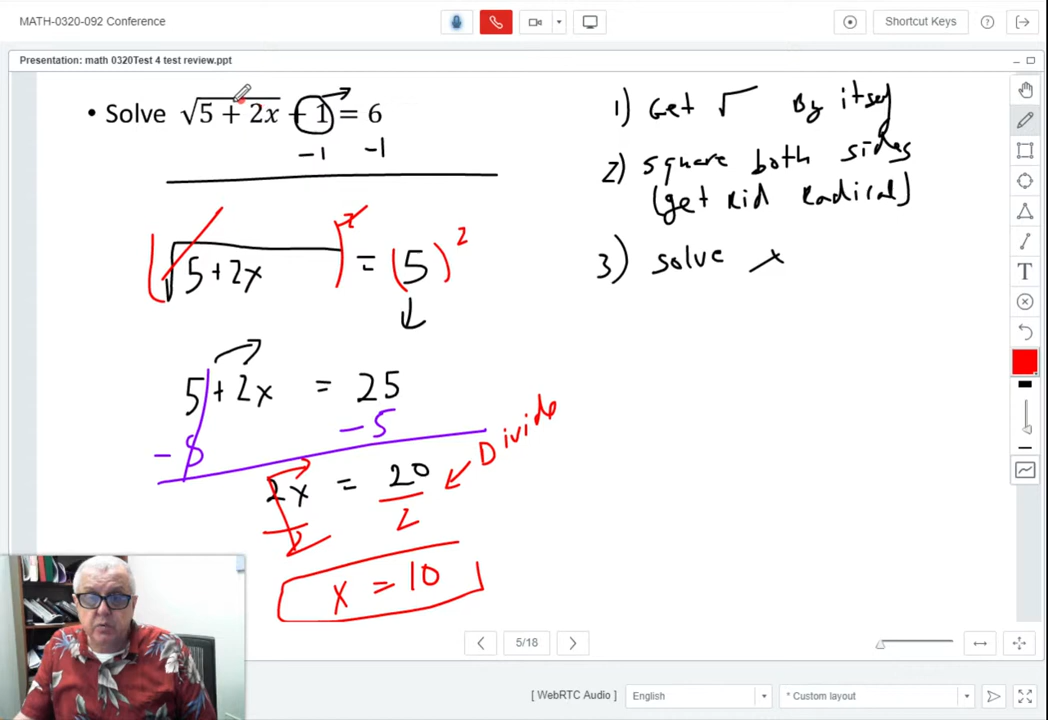 MATH-0320-092 Conference
Shortcut Keys
Presentation: math 0320Test 4 test review.ppt
• Solve √5 + 2x + 1 = 6
-1 -1
(√5+2x)² = (5)²
5+2x = 25
-5 -5
2x = 20
2 2
Divide
x = 10
1) Get √ By itself
2) square both sides
(get rid radical)
3) solve x
T
5/18
[ WebRTC Audio ]
English
* Custom layout